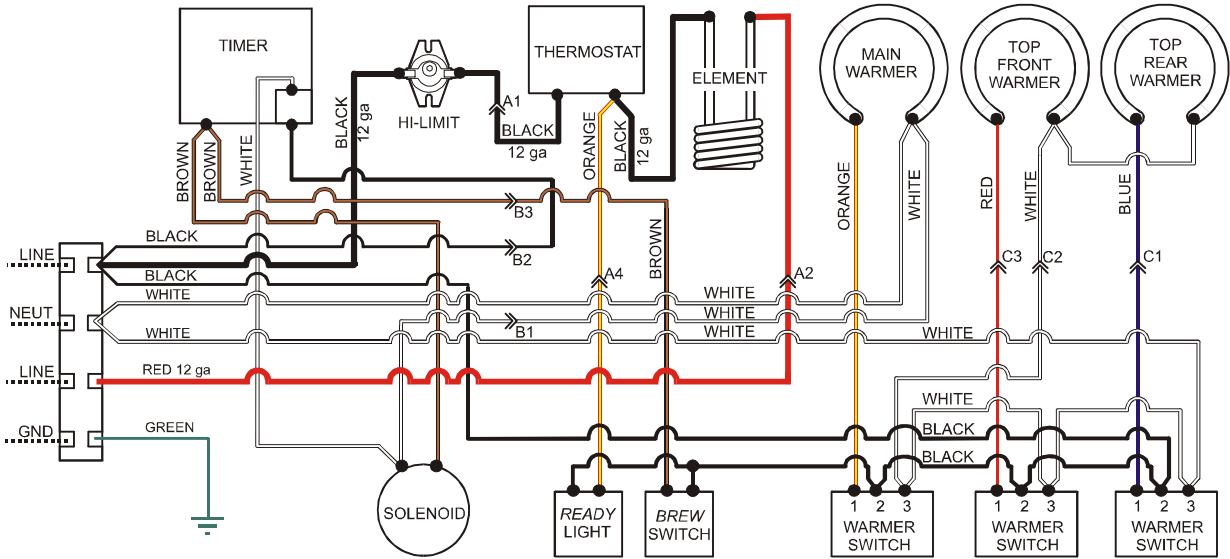 TIMER
HI-LIMIT
THERMOSTAT
ELEMENT
MAIN
WARMER
TOP
FRONT
WARMER
TOP
REAR
WARMER
BLACK
12 ga
A1
BLACK
12 ga
ORANGE
BLACK
12 ga
BROWN
BROWN
WHITE
B3
BLACK
B2
BROWN
ORANGE
WHITE
RED
WHITE
BLUE
LINE
BLACK
A4
A2
C3
C2
C1
WHITE
WHITE
NEUT
B1
WHITE
WHITE
WHITE
WHITE
LINE
RED 12 ga
WHITE
GND
GREEN
BLACK
BLACK
SOLENOID
READY
LIGHT
BREW
SWITCH
1 2 3
WARMER
SWITCH
1 2 3
WARMER
SWITCH
1 2 3
WARMER
SWITCH